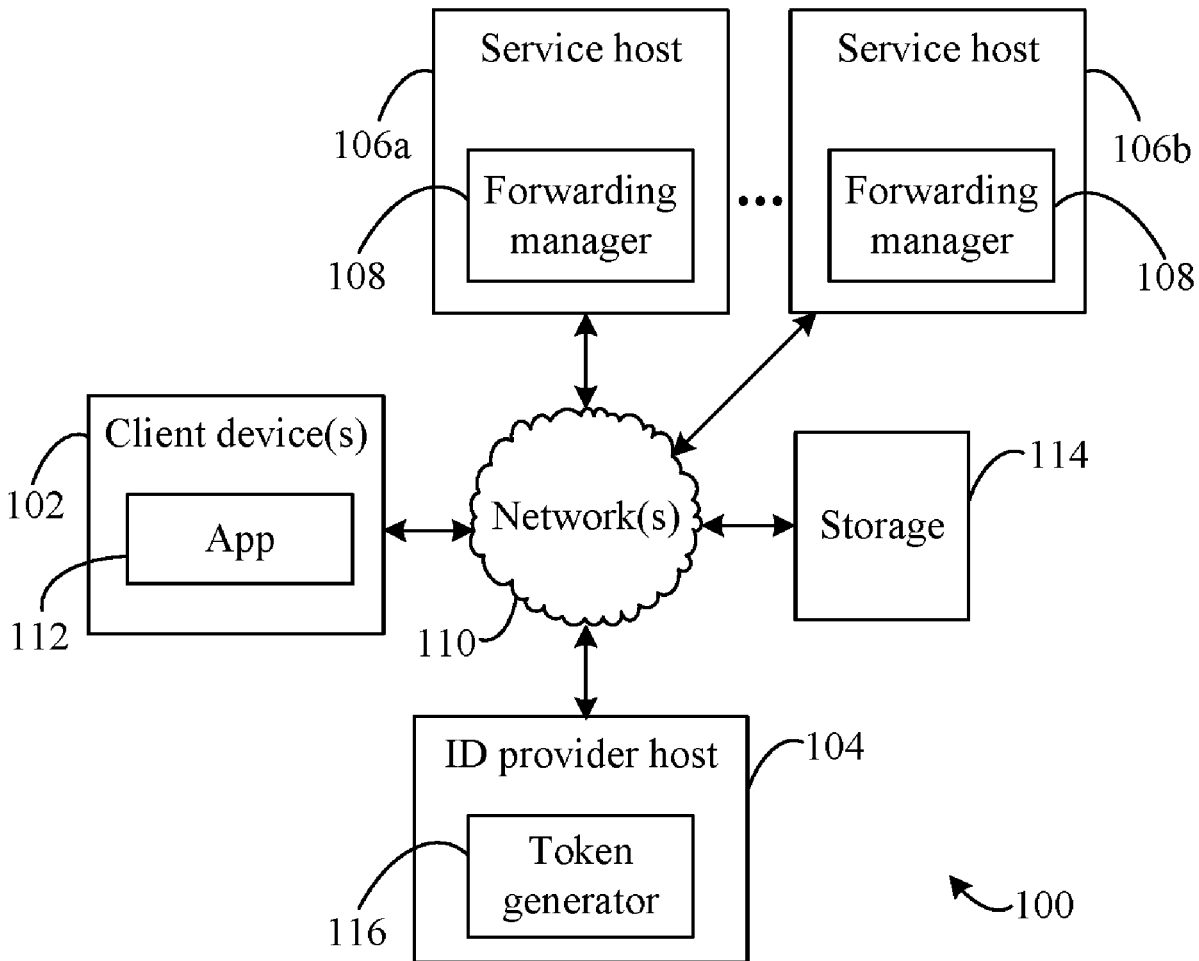 Service host
Service host
106a
106b
Forwarding
manager
Forwarding
manager
108
108
Client device(s)
102
App
112
Network(s)
110
Storage
114
ID provider host
104
Token
generator
116
100